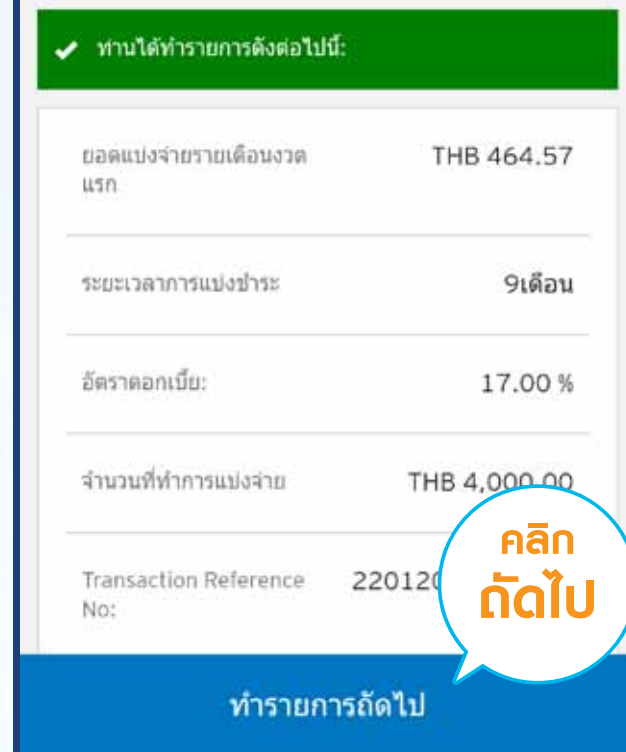 ท่านได้ทำรายการดังต่อไปนี้:
ยอดแบ่งจ่ายรายเดือนงวด THB 464.57
แรก
ระยะเวลาการแบ่งชำระ 9เดือน
อัตราดอกเบี้ย: 17.00 %
จำนวนที่ทำการแบ่งจ่าย THB 4,000.00
คลิก
ถัดไป
Transaction Reference 22012
No:
ทำรายการถัดไป